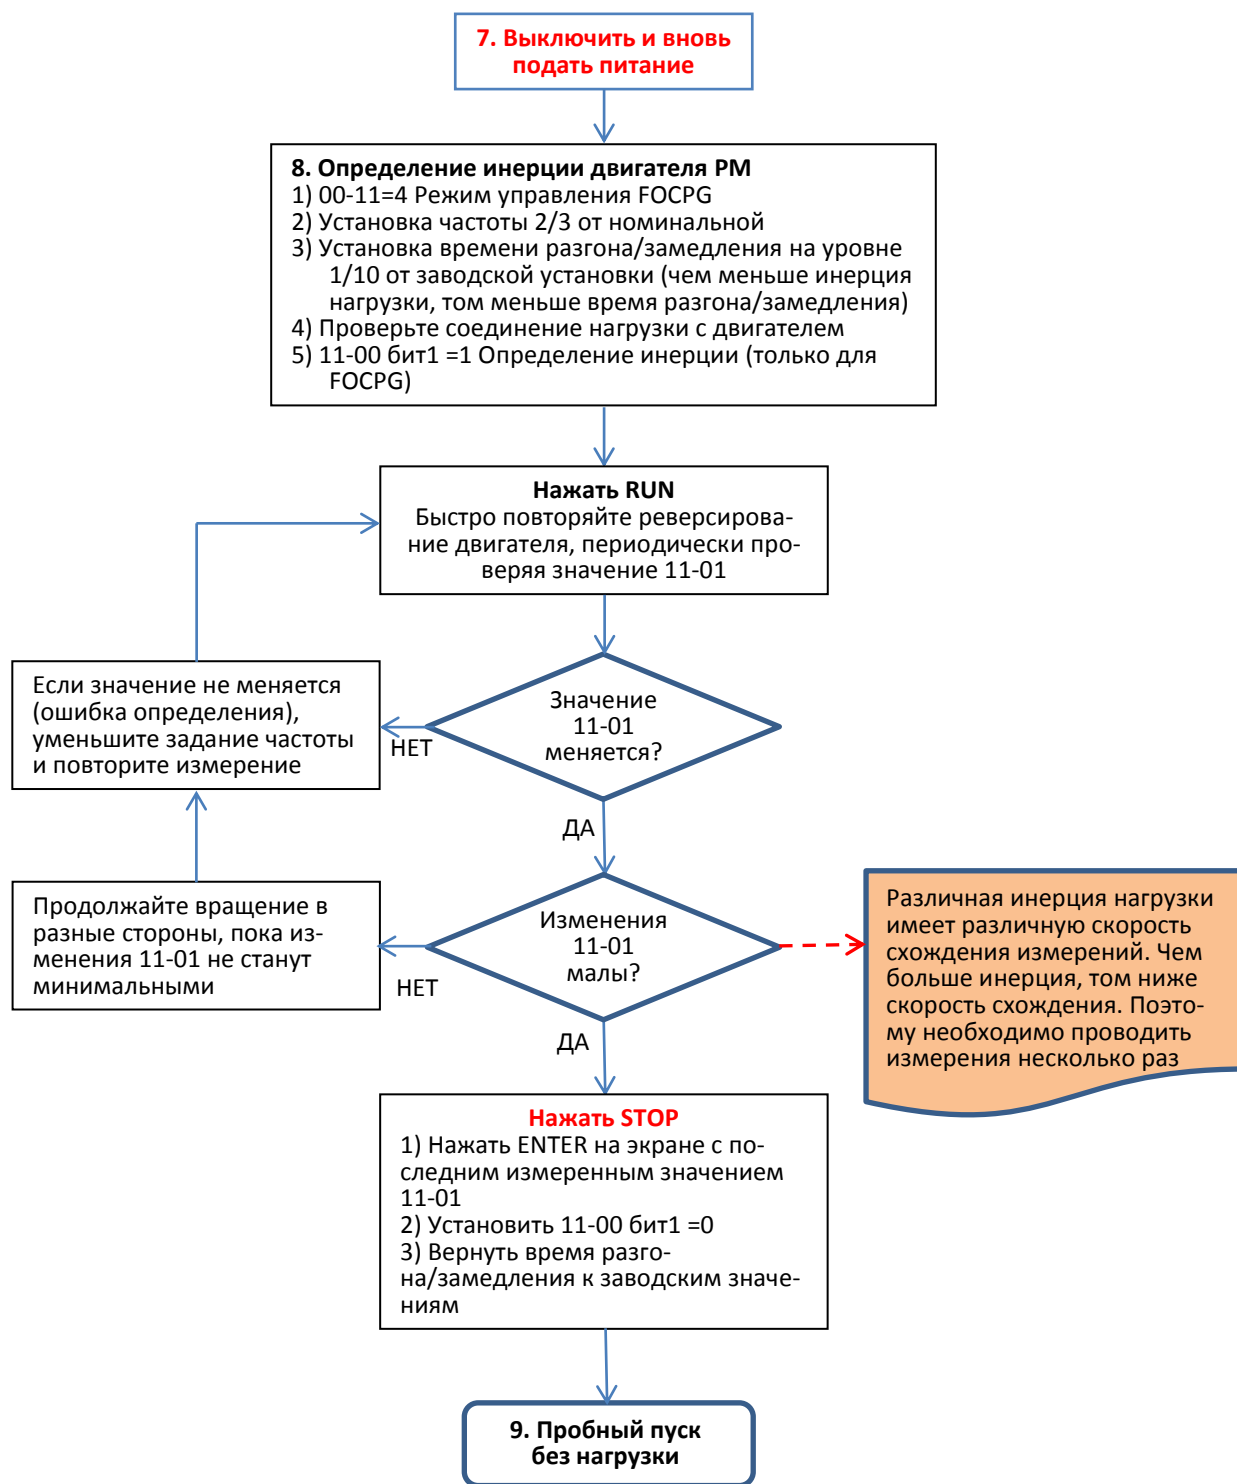 7. Выключить и вновь
подать питание
8. Определение инерции двигателя PM
1) 00-11=4 Режим управления FOCPG
2) Установка частоты 2/3 от номинальной
3) Установка времени разгона/замедления на уровне
1/10 от заводской установки (чем меньше инерция
нагрузки, том меньше время разгона/замедления)
4) Проверьте соединение нагрузки с двигателем
5) 11-00 бит1 =1 Определение инерции (только для
FOCPG)
Нажать RUN
Быстро повторяйте реверсирова-
ние двигателя, периодически про-
веряя значение 11-01
Если значение не меняется
(ошибка определения),
уменьшите задание частоты
и повторите измерение
НЕТ
Значение
11-01
меняется?
ДА
Продолжайте вращение в
разные стороны, пока из-
менения 11-01 не станут
минимальными
НЕТ
Изменения
11-01
малы?
Различная инерция нагрузки
имеет различную скорость
схождения измерений. Чем
больше инерция, том ниже
скорость схождения. Поэто-
му необходимо проводить
измерения несколько раз
ДА
Нажать STOP
1) Нажать ENTER на экране с по-
следним измеренным значением
11-01
2) Установить 11-00 бит1 =0
3) Вернуть время разго-
на/замедления к заводским значе-
ниям
9. Пробный пуск
без нагрузки